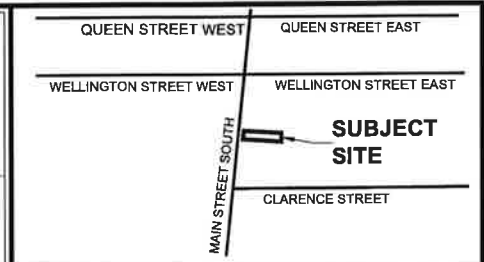 QUEEN STREET WEST
QUEEN STREET EAST
WELLINGTON STREET WEST
WELLINGTON STREET EAST
MAIN STREET SOUTH
SUBJECT
SITE
CLARENCE STREET